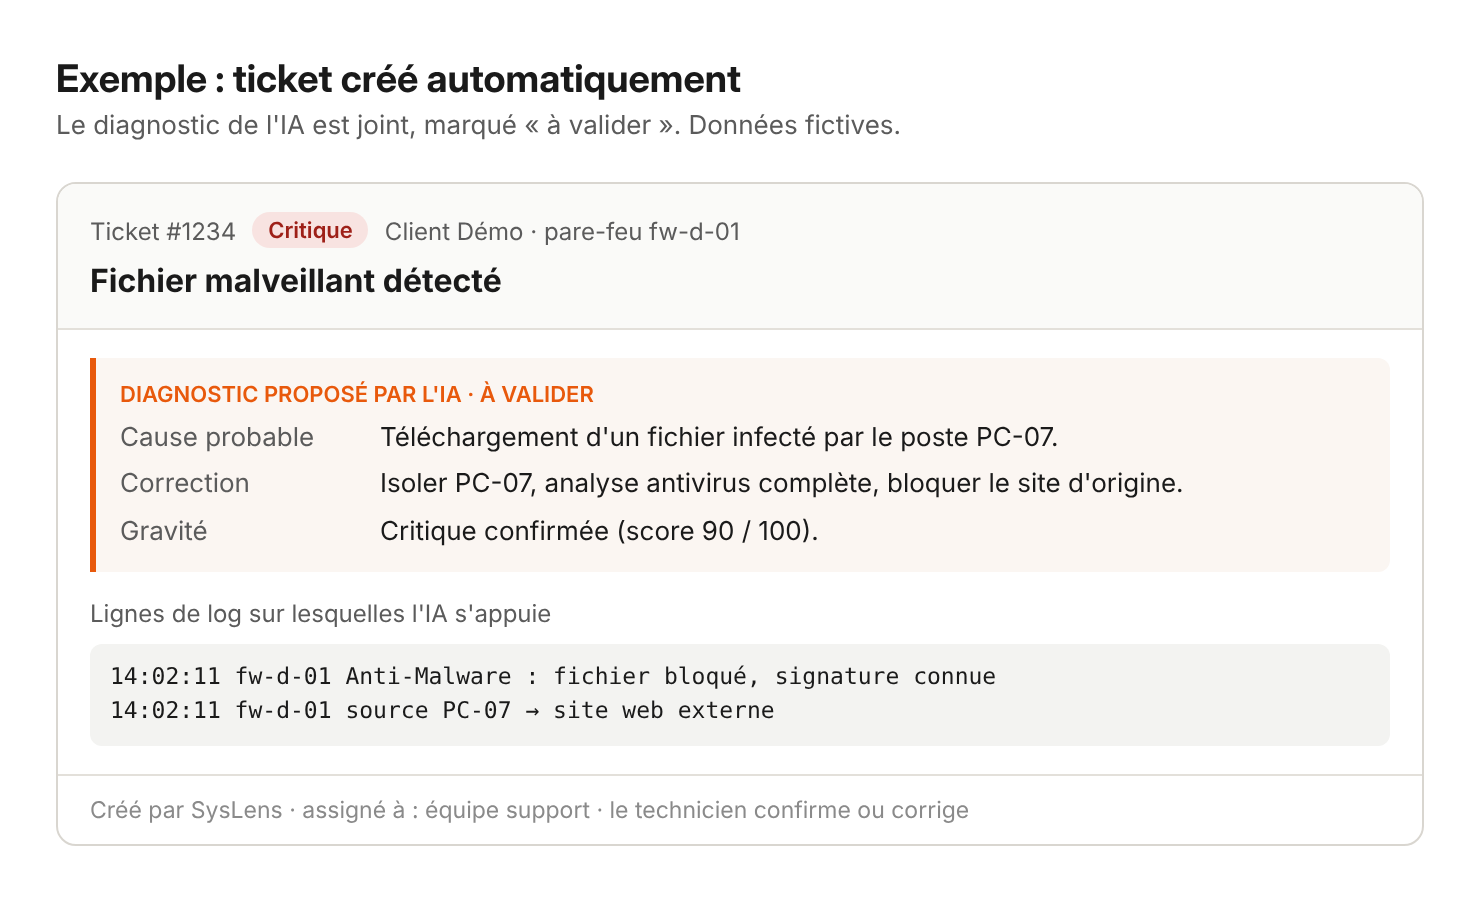 Exemple : ticket créé automatiquement
Le diagnostic de l'IA est joint, marqué « à valider ». Données fictives.
Ticket #1234 Critique Client Démo · pare-feu fw-d-01
Fichier malveillant détecté
DIAGNOSTIC PROPOSÉ PAR L'IA · À VALIDER
Cause probable Téléchargement d'un fichier infecté par le poste PC-07.
Correction Isoler PC-07, analyse antivirus complète, bloquer le site d'origine.
Gravité Critique confirmée (score 90 / 100).
Lignes de log sur lesquelles l'IA s'appuie
14:02:11 fw-d-01 Anti-Malware : fichier bloqué, signature connue
14:02:11 fw-d-01 source PC-07 → site web externe
Créé par SysLens · assigné à : équipe support · le technicien confirme ou corrige